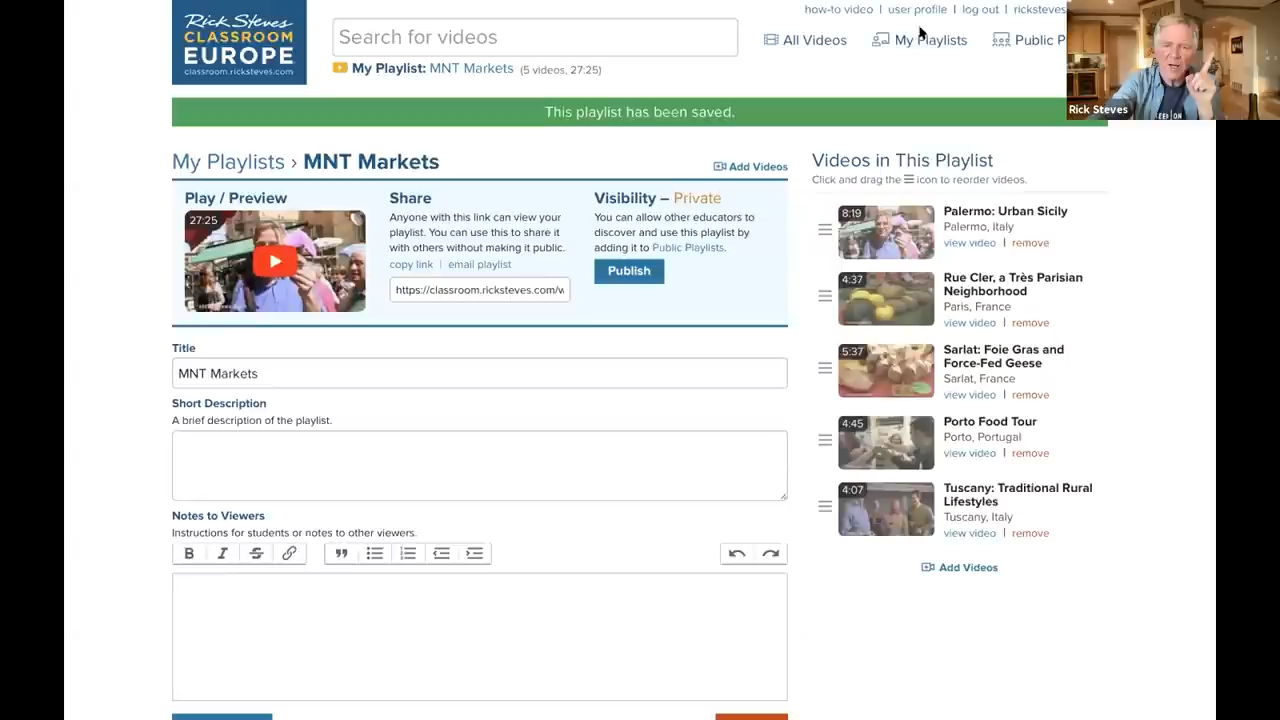 how-to video | user profile | log out | ricksteves
Rick Steves
CLASSROOM
EUROPE
classroom.ricksteves.com
Search for videos
All Videos
My Playlists
Public P
My Playlist: MNT Markets (5 videos, 27:25)
Rick Steves
This playlist has been saved.
My Playlists › MNT Markets
Add Videos
Play / Preview
27:25
Share
Anyone with this link can view your
playlist. You can use this to share it
with others without making it public.
copy link | email playlist
https://classroom.ricksteves.com/w
Visibility – Private
You can allow other educators to
discover and use this playlist by
adding it to Public Playlists.
Publish
Title
MNT Markets
Short Description
A brief description of the playlist.
Notes to Viewers
Instructions for students or notes to other viewers.
B I S
Videos in This Playlist
Click and drag the icon to reorder videos.
8:19
Palermo: Urban Sicily
Palermo, Italy
view video | remove
4:37
Rue Cler, a Très Parisian
Neighborhood
Paris, France
view video | remove
5:37
Sarlat: Foie Gras and
Force-Fed Geese
Sarlat, France
view video | remove
4:45
Porto Food Tour
Porto, Portugal
view video | remove
4:07
Tuscany: Traditional Rural
Lifestyles
Tuscany, Italy
view video | remove
Add Videos